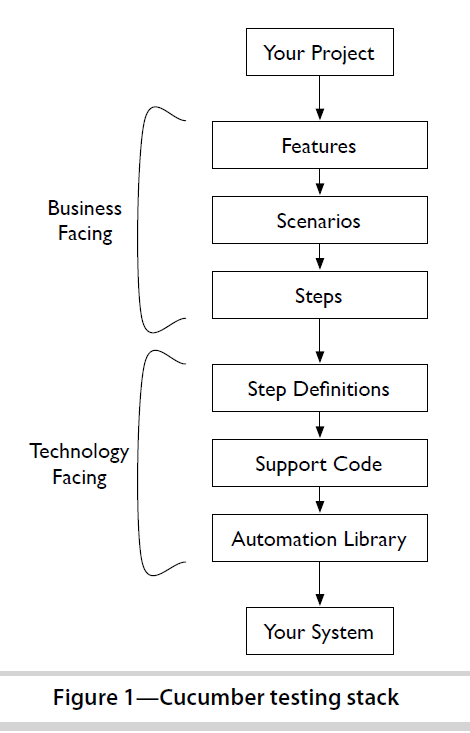 Your Project
Features
Business
Facing
Scenarios
Steps
Step Definitions
Technology
Facing
Support Code
Automation Library
Your System
Figure 1—Cucumber testing stack